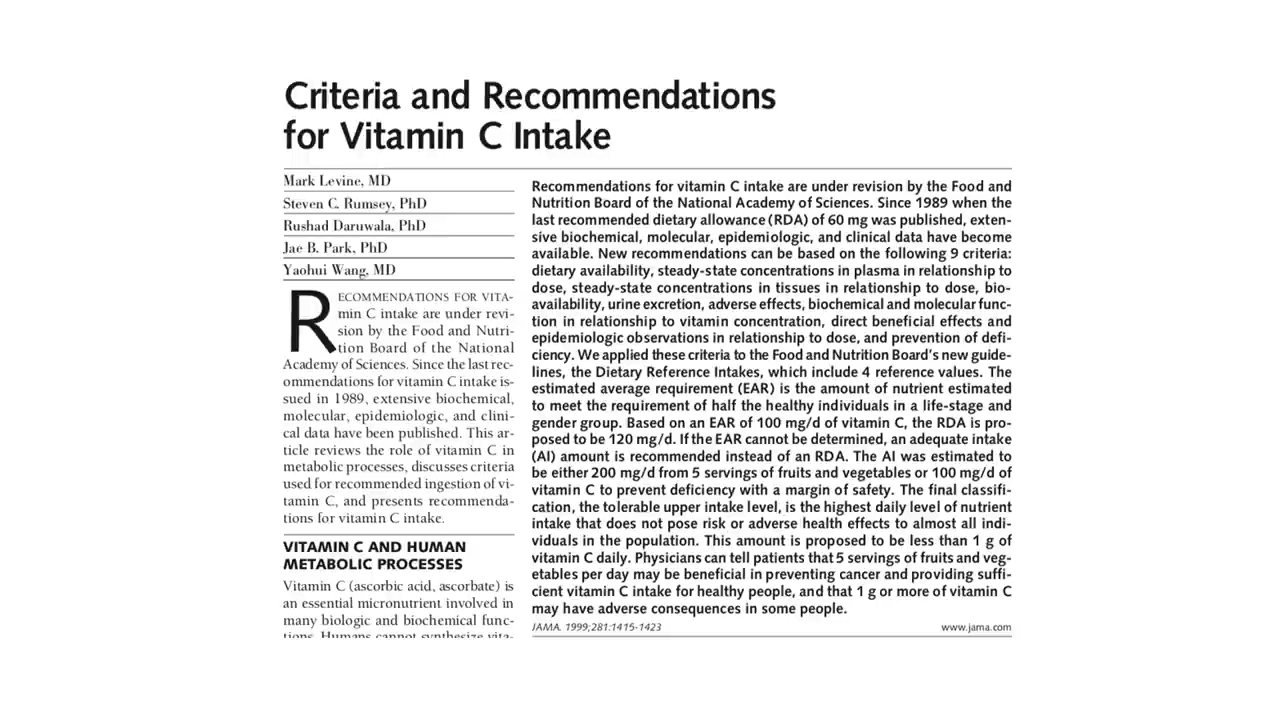 Criteria and Recommendations
for Vitamin C Intake
Mark Levine, MD
Steven C. Rumsey, PhD
Rushad Daruwala, PhD
Jae B. Park, PhD
Yaohui Wang, MD
RECOMMENDATIONS FOR VITA-
min C intake are under revi-
sion by the Food and Nutri-
tion Board of the National
Academy of Sciences. Since the last rec-
ommendations for vitamin C intake is-
sued in 1989, extensive biochemical,
molecular, epidemiologic, and clini-
cal data have been published. This ar-
ticle reviews the role of vitamin C in
metabolic processes, discusses criteria
used for recommended ingestion of vi-
tamin C, and presents recommenda-
tions for vitamin C intake.
VITAMIN C AND HUMAN
METABOLIC PROCESSES
Vitamin C (ascorbic acid, ascorbate) is
an essential micronutrient involved in
many biologic and biochemical func-
tions. Humans cannot synthesize vita-
Recommendations for vitamin C intake are under revision by the Food and
Nutrition Board of the National Academy of Sciences. Since 1989 when the
last recommended dietary allowance (RDA) of 60 mg was published, exten-
sive biochemical, molecular, epidemiologic, and clinical data have become
available. New recommendations can be based on the following 9 criteria:
dietary availability, steady-state concentrations in plasma in relationship to
dose, steady-state concentrations in tissues in relationship to dose, bio-
availability, urine excretion, adverse effects, biochemical and molecular func-
tion in relationship to vitamin concentration, direct beneficial effects and
epidemiologic observations in relationship to dose, and prevention of defi-
ciency. We applied these criteria to the Food and Nutrition Board's new guide-
lines, the Dietary Reference Intakes, which include 4 reference values. The
estimated average requirement (EAR) is the amount of nutrient estimated
to meet the requirement of half the healthy individuals in a life-stage and
gender group. Based on an EAR of 100 mg/d of vitamin C, the RDA is pro-
posed to be 120 mg/d. If the EAR cannot be determined, an adequate intake
(AI) amount is recommended instead of an RDA. The AI was estimated to
be either 200 mg/d from 5 servings of fruits and vegetables or 100 mg/d of
vitamin C to prevent deficiency with a margin of safety. The final classifi-
cation, the tolerable upper intake level, is the highest daily level of nutrient
intake that does not pose risk or adverse health effects to almost all indi-
viduals in the population. This amount is proposed to be less than 1 g of
vitamin C daily. Physicians can tell patients that 5 servings of fruits and veg-
etables per day may be beneficial in preventing cancer and providing suffi-
cient vitamin C intake for healthy people, and that 1 g or more of vitamin C
may have adverse consequences in some people.
JAMA. 1999;281:1415-1423
www.jama.com